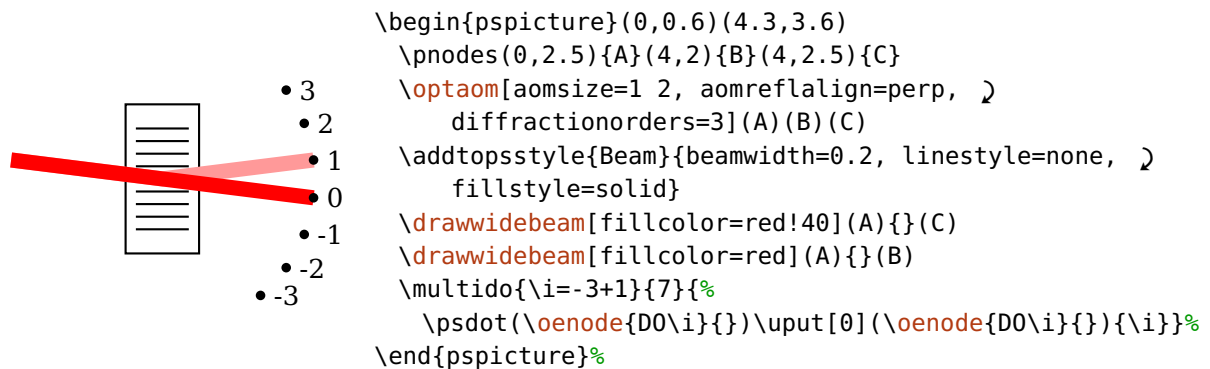 3
2
1
0
-1
-2
-3
\begin{pspicture}(0,0.6)(4.3,3.6)
\pnodes(0,2.5){A}(4,2){B}(4,2.5){C}
\optaom[aomsize=1 2, aomreflalign=perp, ⤸
diffractionorders=3](A)(B)(C)
\addtopsstyle{Beam}{beamwidth=0.2, linestyle=none, ⤸
fillstyle=solid}
\drawwidebeam[fillcolor=red!40](A){}(C)
\drawwidebeam[fillcolor=red](A){}(B)
\multido{\i=-3+1}{7}{%
\psdot(\oenode{DO\i}{})\uput[0](\oenode{DO\i}{}){\i}}%
\end{pspicture}%